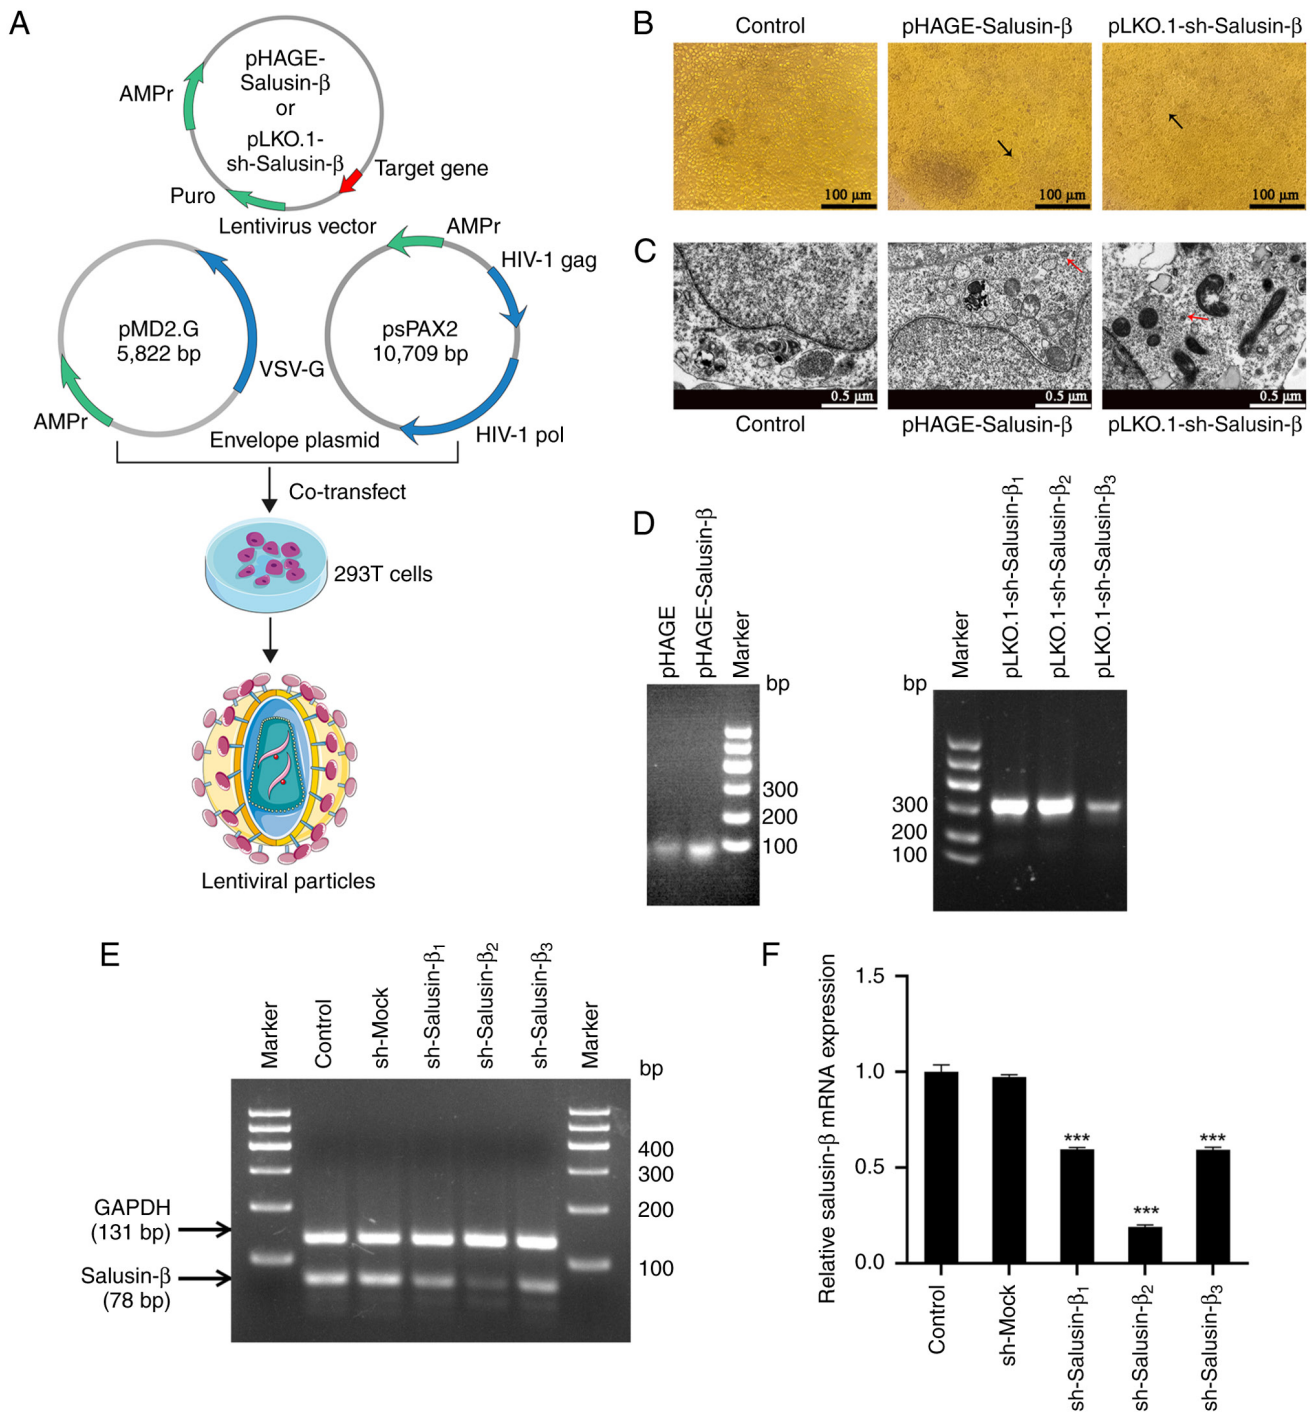 A
pHAGE-
Salusin-β
or
pLKO.1-
sh-Salusin-β
AMPr
Puro
Target gene
Lentivirus vector
pMD2.G
5,822 bp
VSV-G
AMPr
AMPr
HIV-1 gag
psPAX2
10,709 bp
HIV-1 pol
Envelope plasmid
Co-transfect
293T cells
Lentiviral particles
B
Control
pHAGE-Salusin-β
pLKO.1-sh-Salusin-β
100 μm
100 μm
100 μm
C
0.5 μm
0.5 μm
0.5 μm
Control
pHAGE-Salusin-β
pLKO.1-sh-Salusin-β
D
pHAGE
pHAGE-Salusin-β
Marker
bp
300
200
100
Marker
pLKO.1-sh-Salusin-β1
pLKO.1-sh-Salusin-β2
pLKO.1-sh-Salusin-β3
bp
300
200
100
E
Marker
Control
sh-Mock
sh-Salusin-β1
sh-Salusin-β2
sh-Salusin-β3
Marker
bp
400
300
200
100
GAPDH
(131 bp)
Salusin-β
(78 bp)
F
Relative salusin-β mRNA expression
1.5
1.0
0.5
0.0
***
***
***
Control
sh-Mock
sh-Salusin-β1
sh-Salusin-β2
sh-Salusin-β3